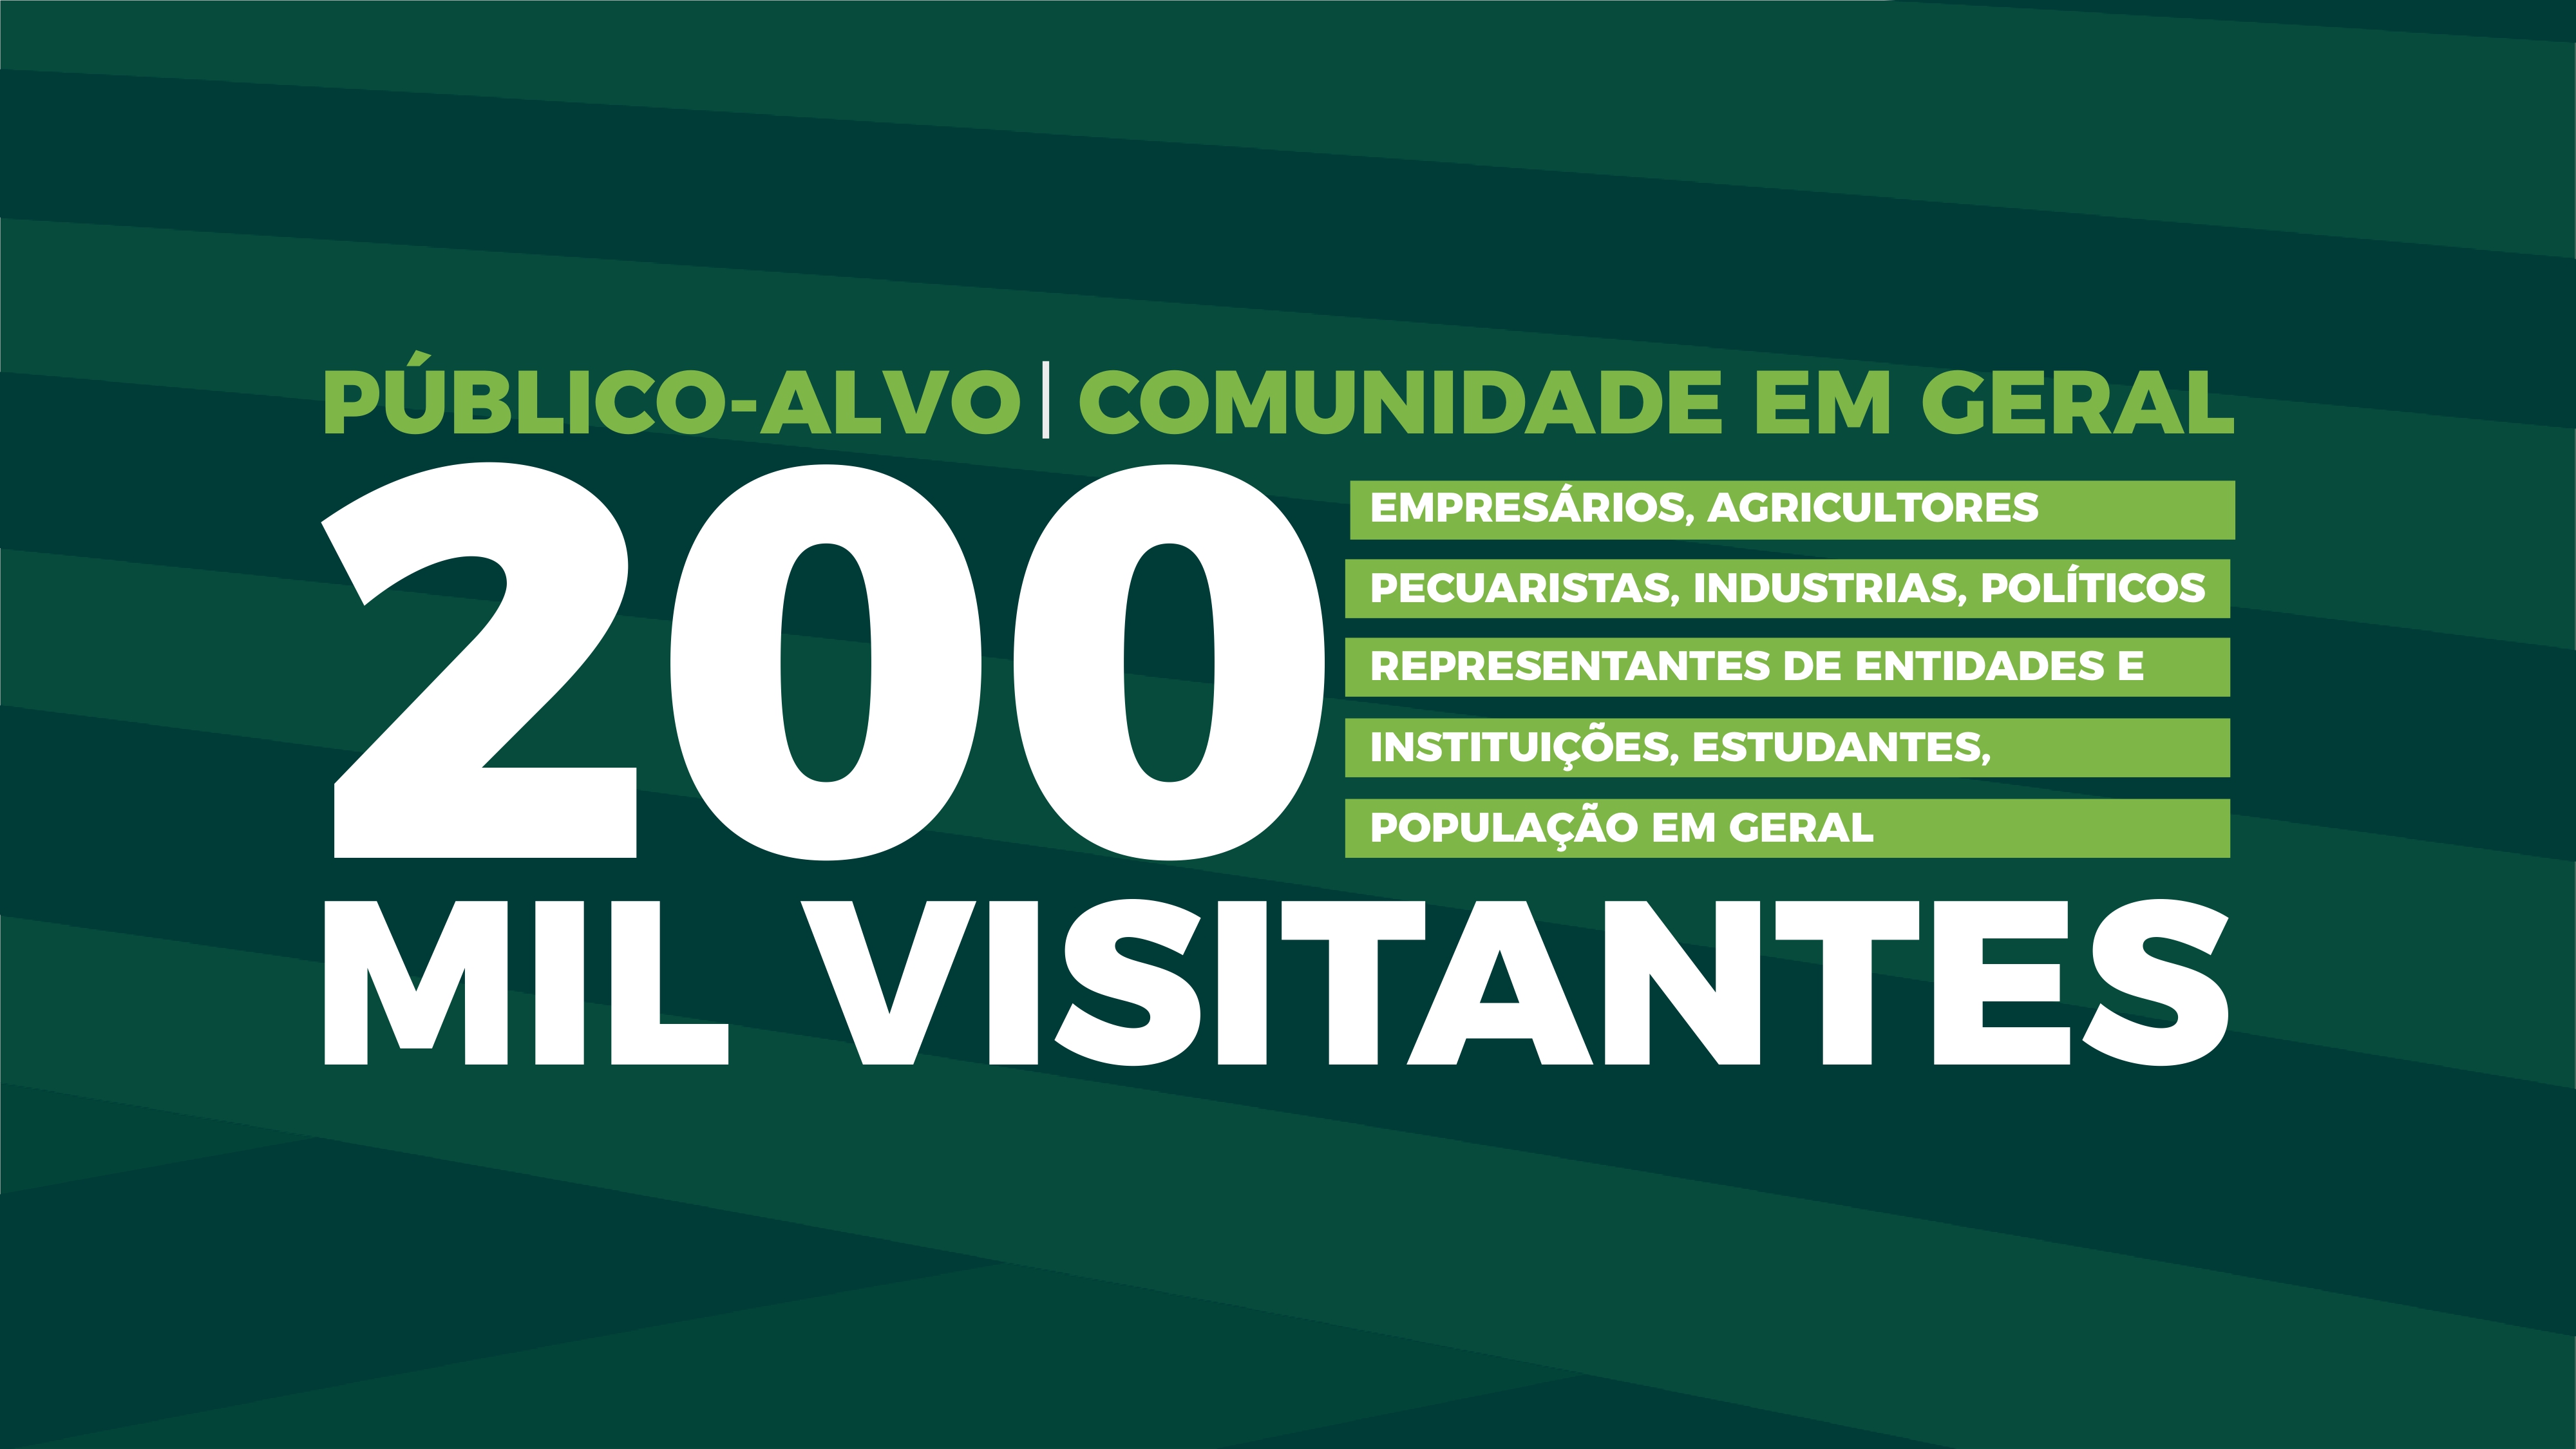 PÚBLICO-ALVO | COMUNIDADE EM GERAL
200
EMPRESÁRIOS, AGRICULTORES
PECUARISTAS, INDUSTRIAS, POLÍTICOS
REPRESENTANTES DE ENTIDADES E
INSTITUIÇÕES, ESTUDANTES,
POPULAÇÃO EM GERAL
MIL VISITANTES